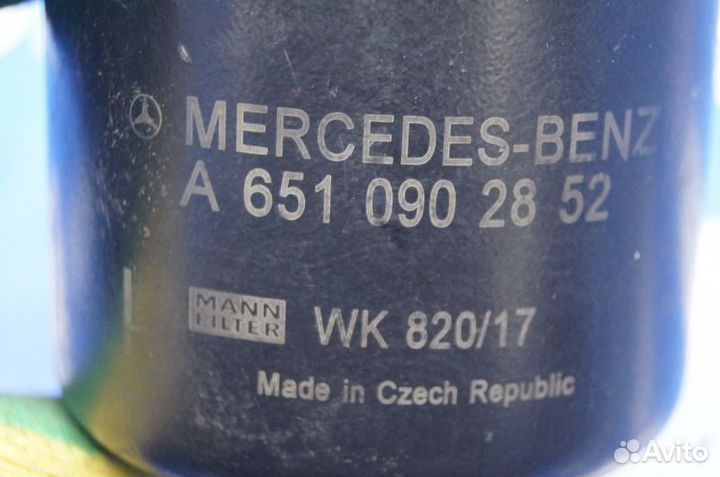 MERCEDES-BENZ
A 651 090 28 52
MANN
FILTER
WK 820/17
Made in Czech Republic
Avito